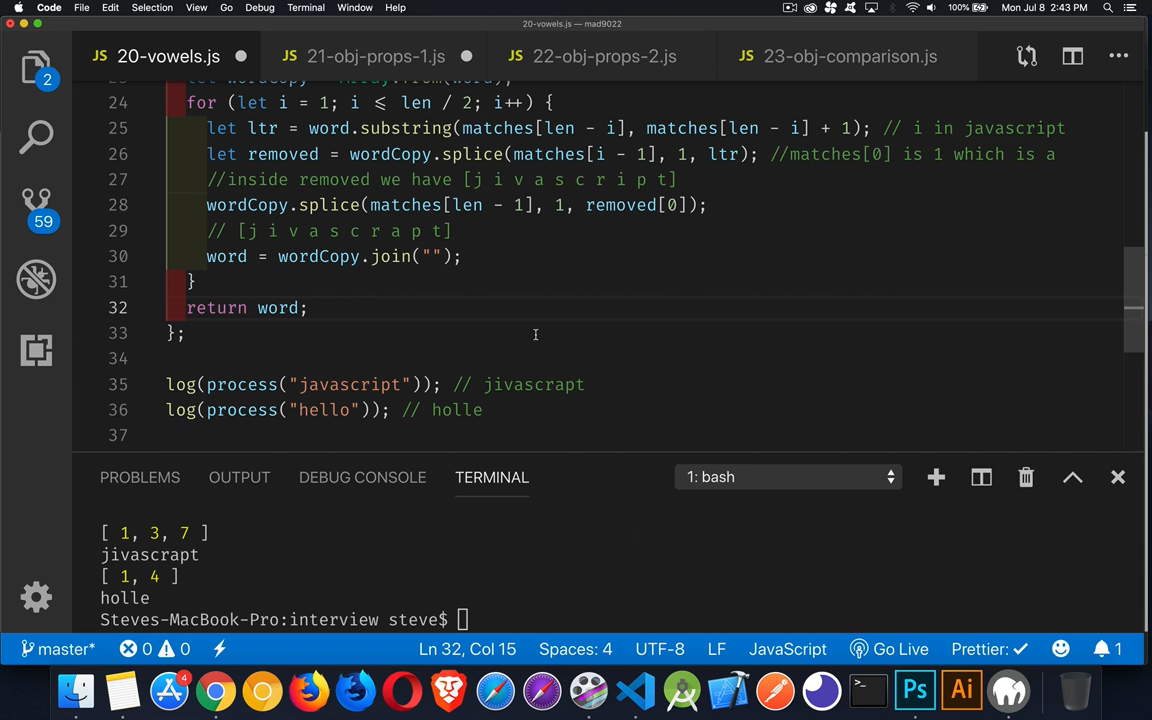 Code File Edit Selection View Go Debug Terminal Window Help 100% Mon Jul 8 2:43 PM
20-vowels.js — mad9022
JS 20-vowels.js JS 21-obj-props-1.js JS 22-obj-props-2.js JS 23-obj-comparison.js
24 for (let i = 1; i ≤ len / 2; i++) {
25 let ltr = word.substring(matches[len - i], matches[len - i] + 1); // i in javascript
26 let removed = wordCopy.splice(matches[i - 1], 1, ltr); //matches[0] is 1 which is a
27 //inside removed we have [j i v a s c r i p t]
28 wordCopy.splice(matches[len - 1], 1, removed[0]);
29 // [j i v a s c r a p t]
30 word = wordCopy.join("");
31 }
32 return word;
33 };
34
35 log(process("javascript")); // jivascrapt
36 log(process("hello")); // holle
37
2
59
PROBLEMS OUTPUT DEBUG CONSOLE TERMINAL 1: bash
[ 1, 3, 7 ]
jivascrapt
[ 1, 4 ]
holle
Steves-MacBook-Pro:interview steve$
master* 0 0 Ln 32, Col 15 Spaces: 4 UTF-8 LF JavaScript Go Live Prettier: ✓ 1
4
>_
Ps Ai